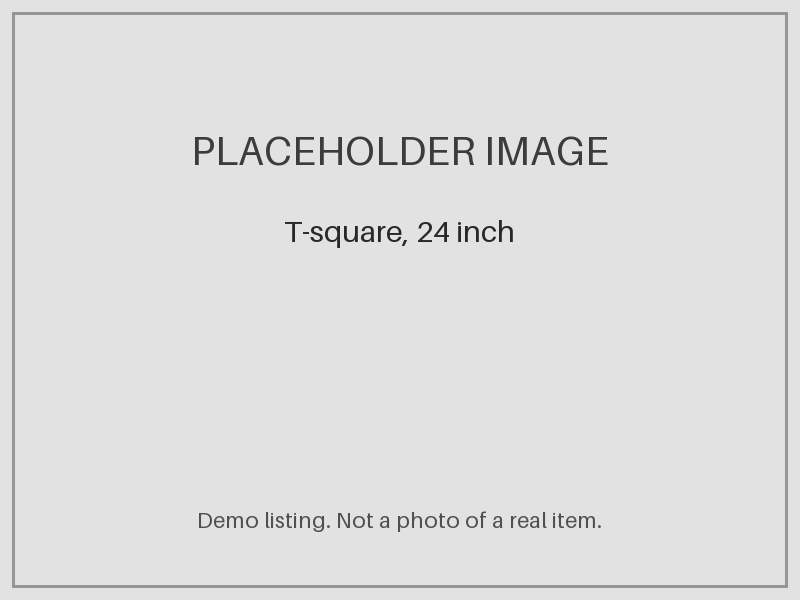 PLACEHOLDER IMAGE
T-square, 24 inch
Demo listing. Not a photo of a real item.